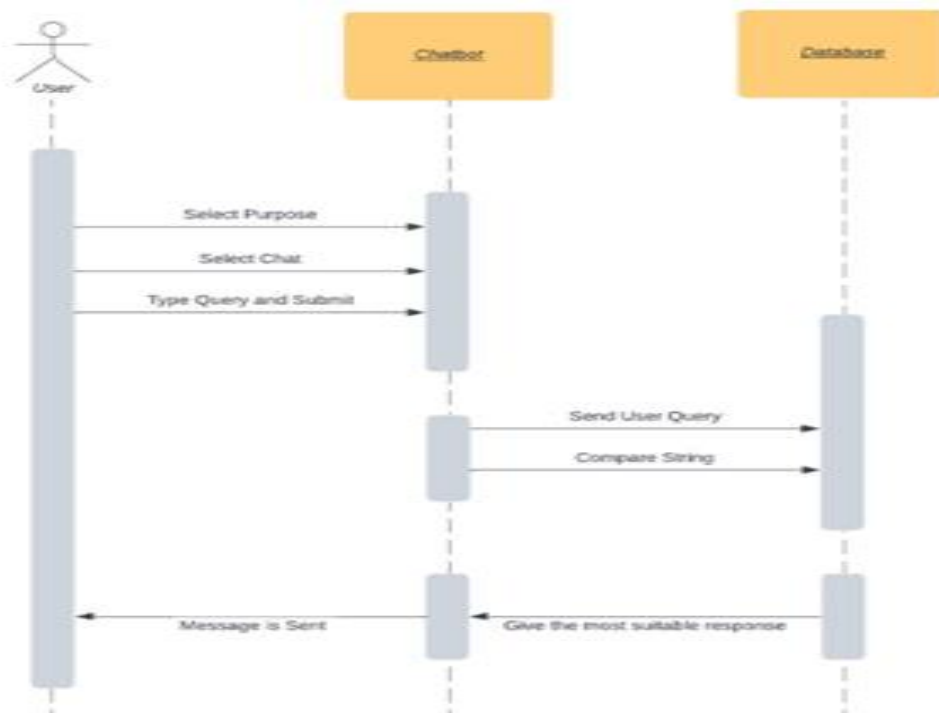 User
Chatbot
Database
Select Purpose
Select Chat
Type Query and Submit
Send User Query
Compare String
Message is Sent
Give the most suitable response